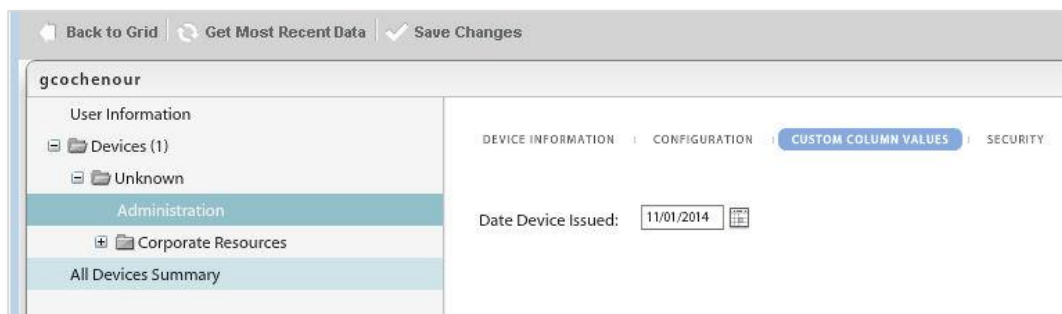 Back to Grid Get Most Recent Data Save Changes
gcochenour
User Information
Devices (1)
Unknown
Administration
Corporate Resources
All Devices Summary
DEVICE INFORMATION CONFIGURATION CUSTOM COLUMN VALUES SECURITY
Date Device Issued: 11/01/2014